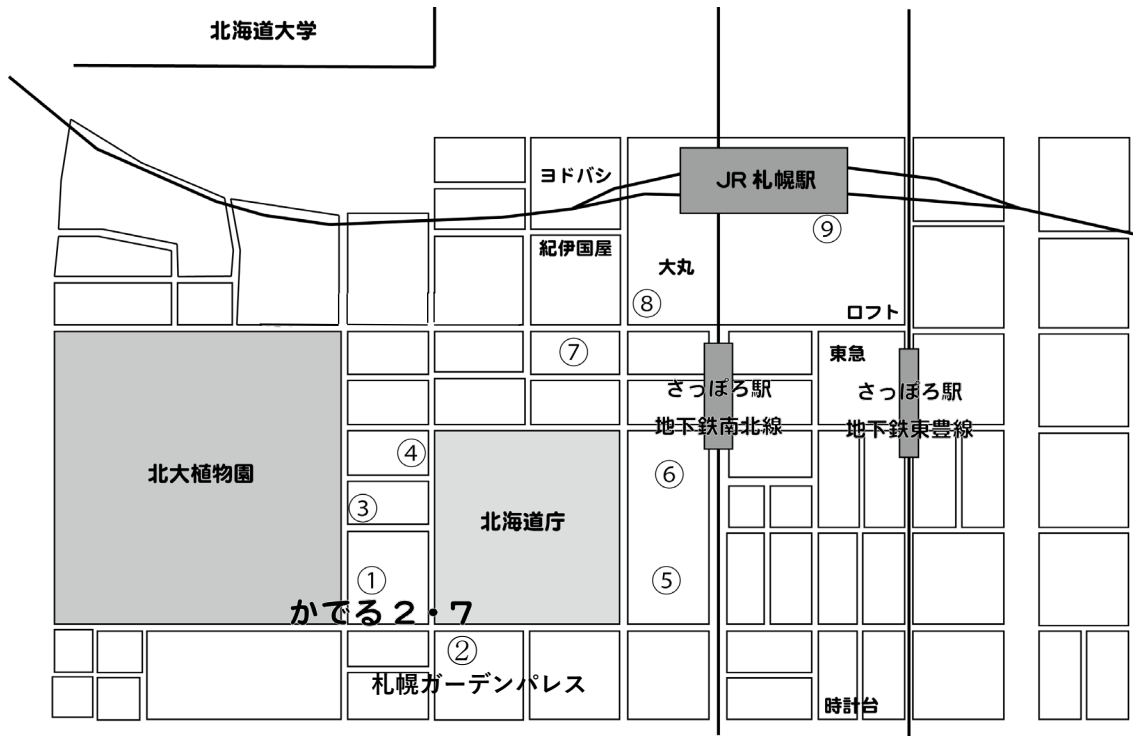 北海道大学
ヨドバシ
JR 札幌駅
⑨
紀伊国屋
大丸
⑧
ロフト
⑦
東急
さっぽろ駅
地下鉄南北線
さっぽろ駅
地下鉄東豊線
④
北大植物園
⑥
③
北海道庁
①
⑤
かでる2・7
②
札幌ガーデンパレス
時計台